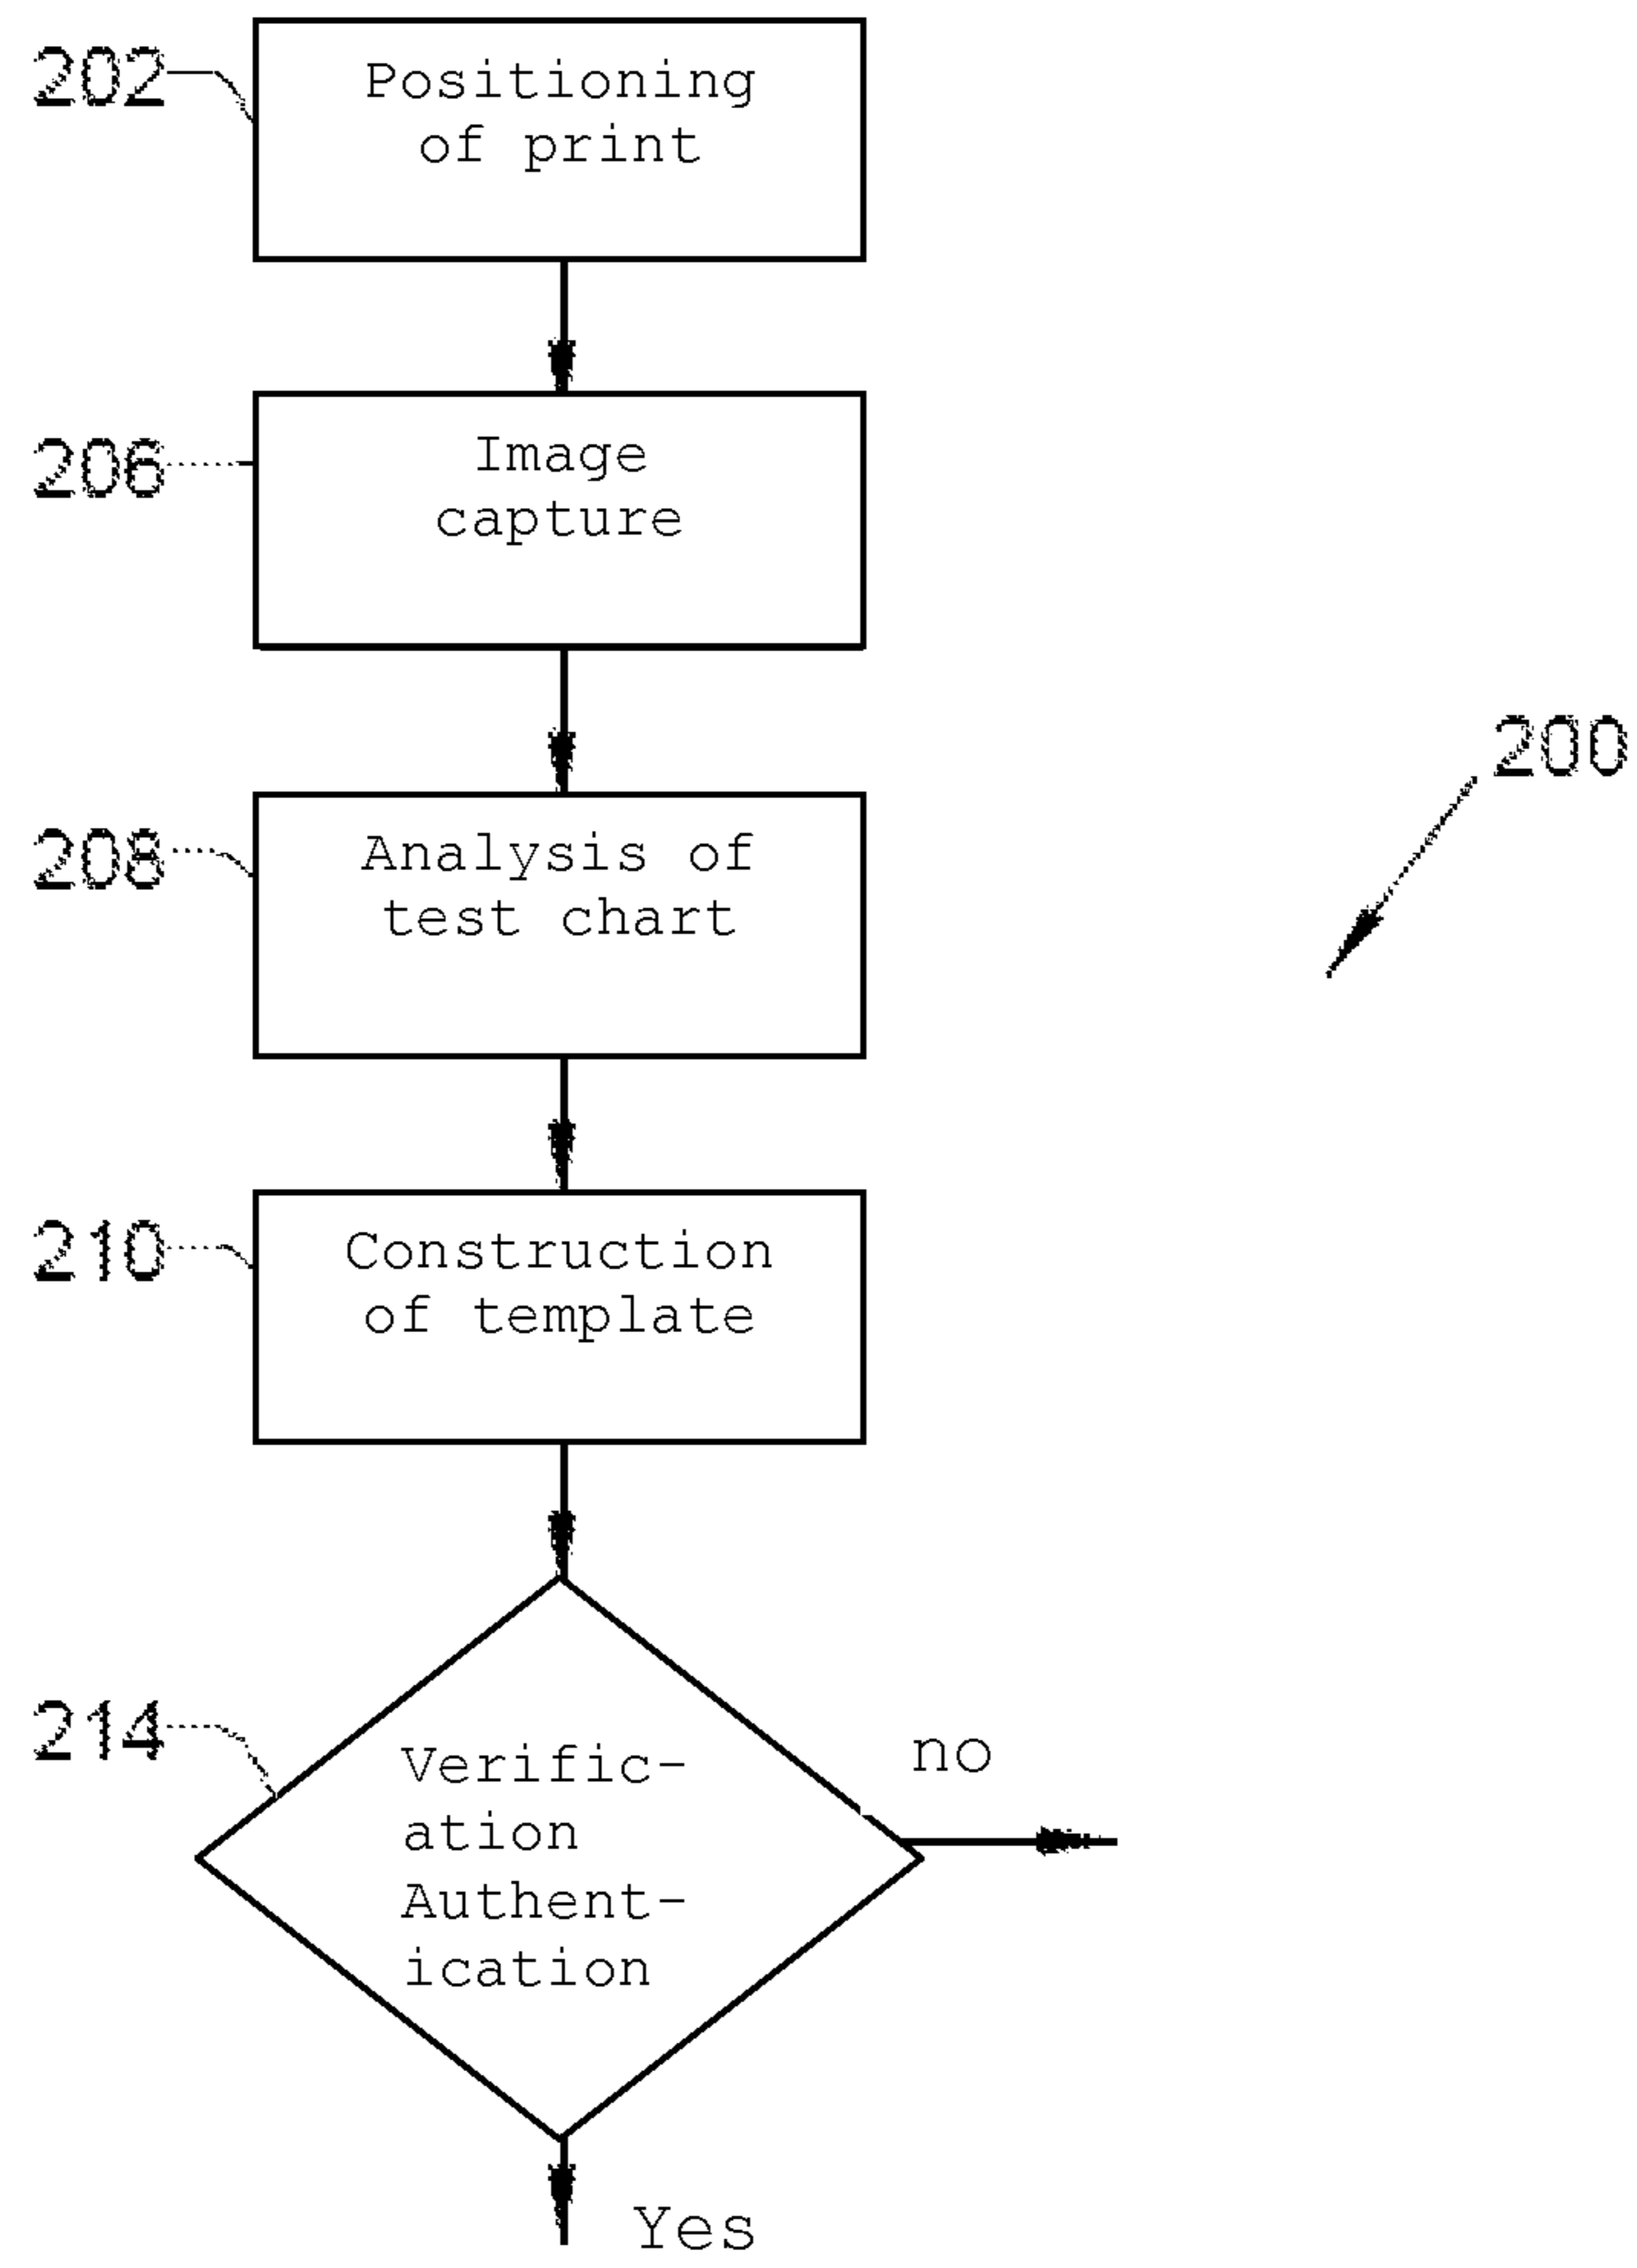 202
Positioning
of print
206
Image
capture
200
208
Analysis of
test chart
210
Construction
of template
214
Verific-
ation
Authent-
ication
no
Yes